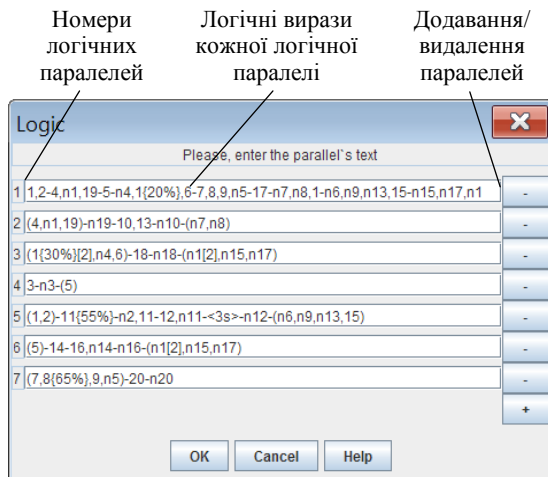 Номери логічних паралелей
Логічні вирази кожної логічної паралелі
Додавання/ видалення паралелей
Logic
Please, enter the parallel`s text
1 1,2-4,n1,19-5-n4,1{20%},6-7,8,9,n5-17-n7,n8,1-n6,n9,n13,15-n15,n17,n1 -
2 (4,n1,19)-n19-10,13-n10-(n7,n8) -
3 (1{30%}[2],n4,6)-18-n18-(n1[2],n15,n17) -
4 3-n3-(5) -
5 (1,2)-11{55%}-n2,11-12,n11-<3s>-n12-(n6,n9,n13,15) -
6 (5)-14-16,n14-n16-(n1[2],n15,n17) -
7 (7,8{65%},9,n5)-20-n20 -
+
OK Cancel Help